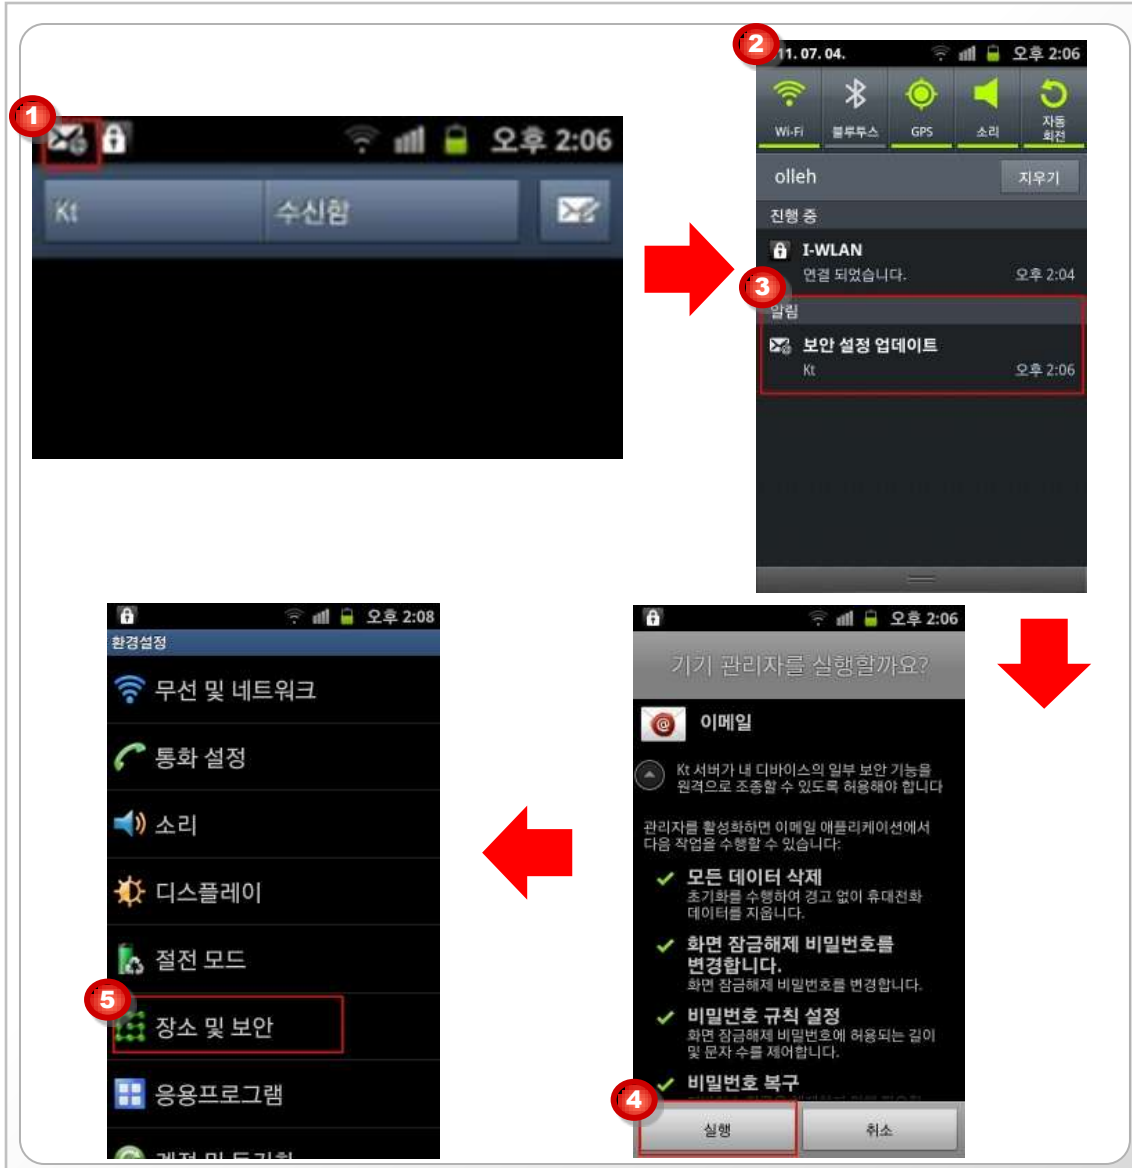 1
오후 2:06
Kt
수신함
2
11. 07. 04.
오후 2:06
Wi-Fi
블루투스
GPS
소리
자동
회전
olleh
지우기
진행 중
I-WLAN
연결 되었습니다.
오후 2:04
3
알림
보안 설정 업데이트
Kt
오후 2:06
오후 2:06
기기 관리자를 실행할까요?
이메일
Kt 서버가 내 디바이스의 일부 보안 기능을
원격으로 조종할 수 있도록 허용해야 합니다
관리자를 활성화하면 이메일 애플리케이션에서
다음 작업을 수행할 수 있습니다:
모든 데이터 삭제
초기화를 수행하여 경고 없이 휴대전화
데이터를 지웁니다.
화면 잠금해제 비밀번호를
변경합니다.
화면 잠금해제 비밀번호를 변경합니다.
비밀번호 규칙 설정
화면 잠금해제 비밀번호에 허용되는 길이
및 문자 수를 제어합니다.
비밀번호 복구
4
실행
취소
오후 2:08
환경설정
무선 및 네트워크
통화 설정
소리
디스플레이
절전 모드
5
장소 및 보안
응용프로그램